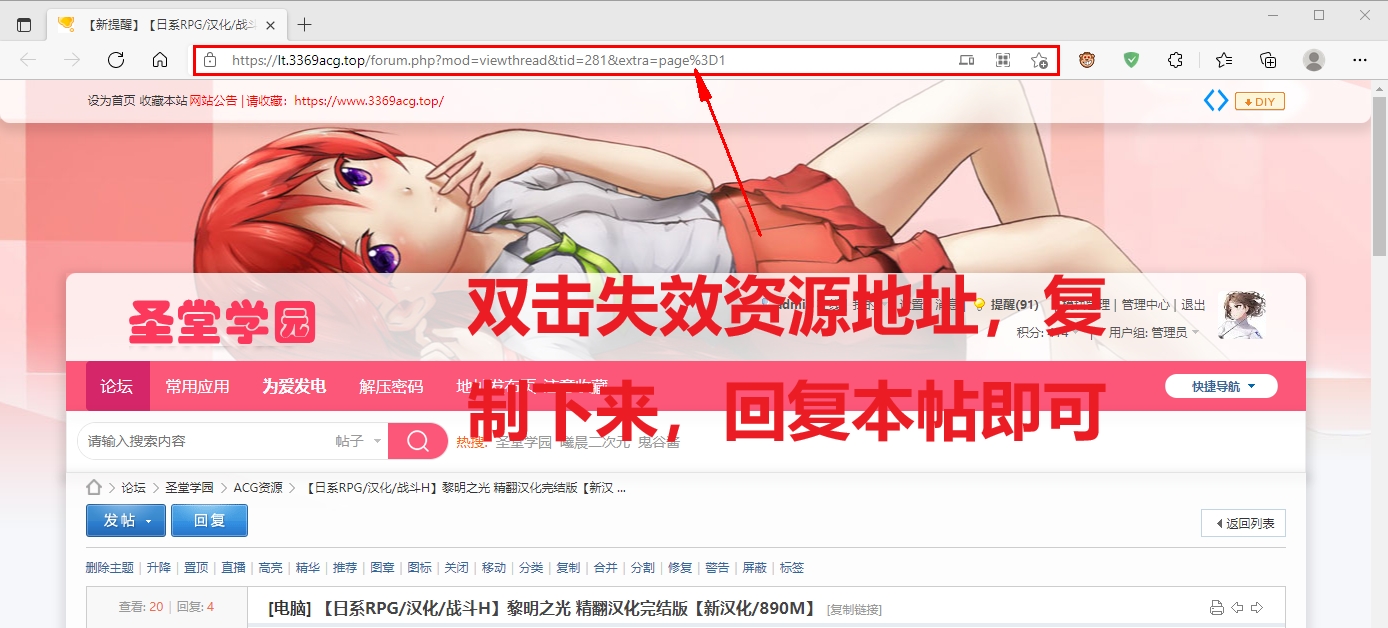 【新提醒】【日系RPG/汉化/战斗
https://lt.3369acg.top/forum.php?mod=viewthread&tid=281&extra=page%3D1
设为首页 收藏本站 网站公告 | 请收藏：https://www.3369acg.top/
DIY
双击失效资源地址，复
制下来，回复本帖即可
圣堂学园
提醒(91)
管理中心 | 退出
积分:
用户组: 管理员
论坛 常用应用 为爱发电 解压密码
快捷导航
请输入搜索内容 帖子 热搜: 圣堂学园 曦晨二次元 鬼谷酱
论坛 > 圣堂学园 > ACG资源 > 【日系RPG/汉化/战斗H】黎明之光 精翻汉化完结版【新汉 ...
发帖 回复
返回列表
删除主题 | 升降 | 置顶 | 直播 | 高亮 | 精华 | 推荐 | 图章 | 图标 | 关闭 | 移动 | 分类 | 复制 | 合并 | 分割 | 修复 | 警告 | 屏蔽 | 标签
查看: 20 | 回复: 4
[电脑] 【日系RPG/汉化/战斗H】黎明之光 精翻汉化完结版【新汉化/890M】 [复制链接]